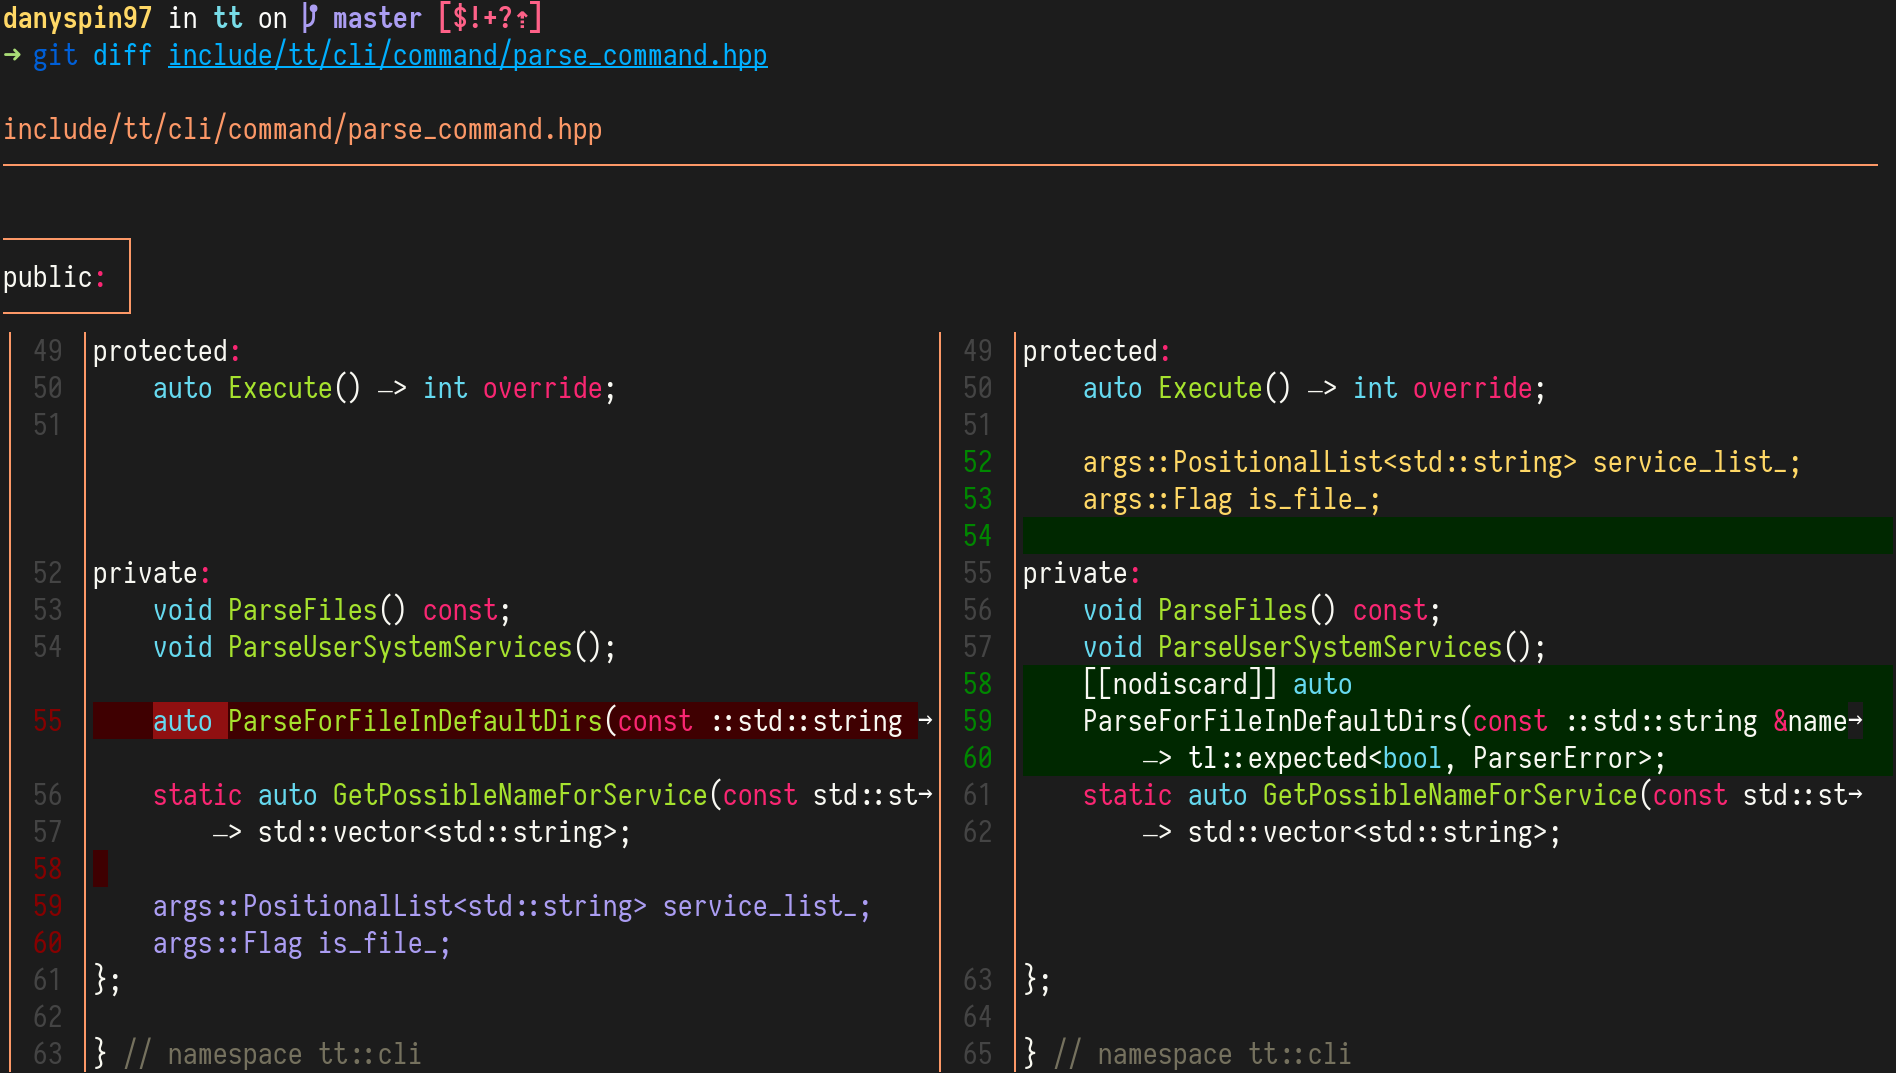 danyspin97 in tt on master [$!+?⇡]
➜ git diff include/tt/cli/command/parse_command.hpp
include/tt/cli/command/parse_command.hpp
public:
49 protected: 49 protected:
50 auto Execute() -> int override; 50 auto Execute() -> int override;
51 51
52 args::PositionalList<std::string> service_list_;
53 args::Flag is_file_;
54
52 private: 55 private:
53 void ParseFiles() const; 56 void ParseFiles() const;
54 void ParseUserSystemServices(); 57 void ParseUserSystemServices();
58 [[nodiscard]] auto
55 auto ParseForFileInDefaultDirs(const ::std::string → 59 ParseForFileInDefaultDirs(const ::std::string &name→
60 -> tl::expected<bool, ParserError>;
56 static auto GetPossibleNameForService(const std::st→ 61 static auto GetPossibleNameForService(const std::st→
57 -> std::vector<std::string>; 62 -> std::vector<std::string>;
58
59 args::PositionalList<std::string> service_list_;
60 args::Flag is_file_;
61 }; 63 };
62 64
63 } // namespace tt::cli 65 } // namespace tt::cli